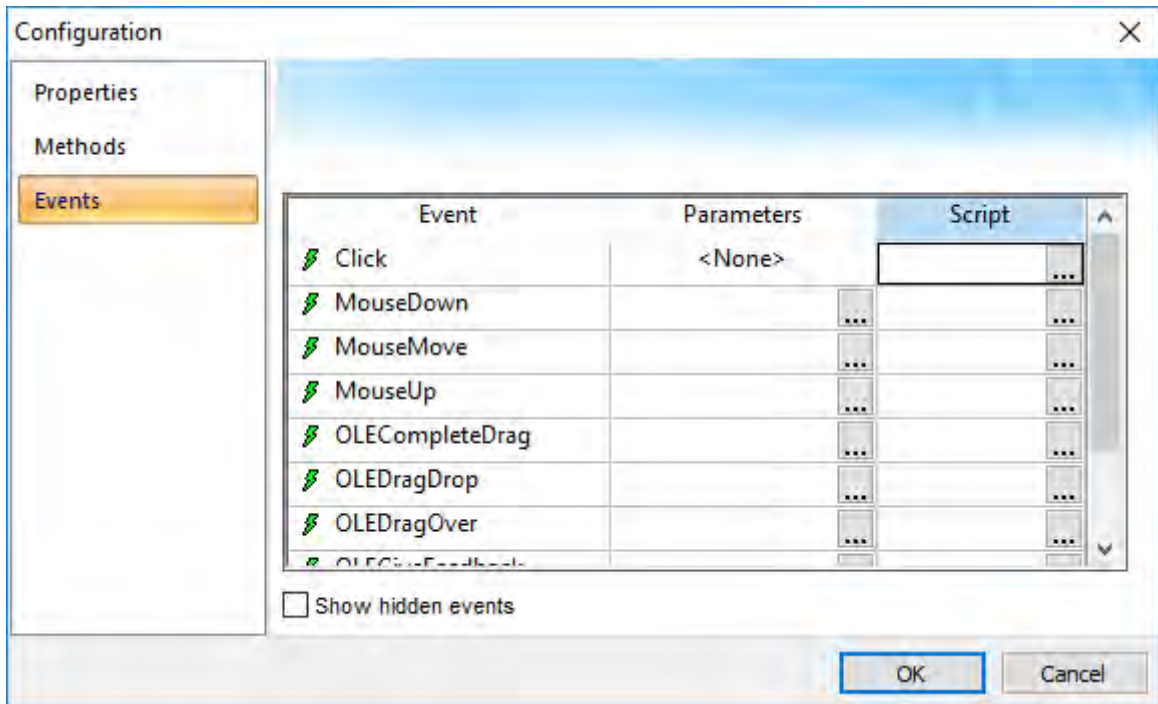 Configuration
Properties
Methods
Events
Event Parameters Script
Click <None> ...
MouseDown ... ...
MouseMove ... ...
MouseUp ... ...
OLECompleteDrag ... ...
OLEDragDrop ... ...
OLEDragOver ... ...
OLEGiveFeedback
Show hidden events
OK Cancel